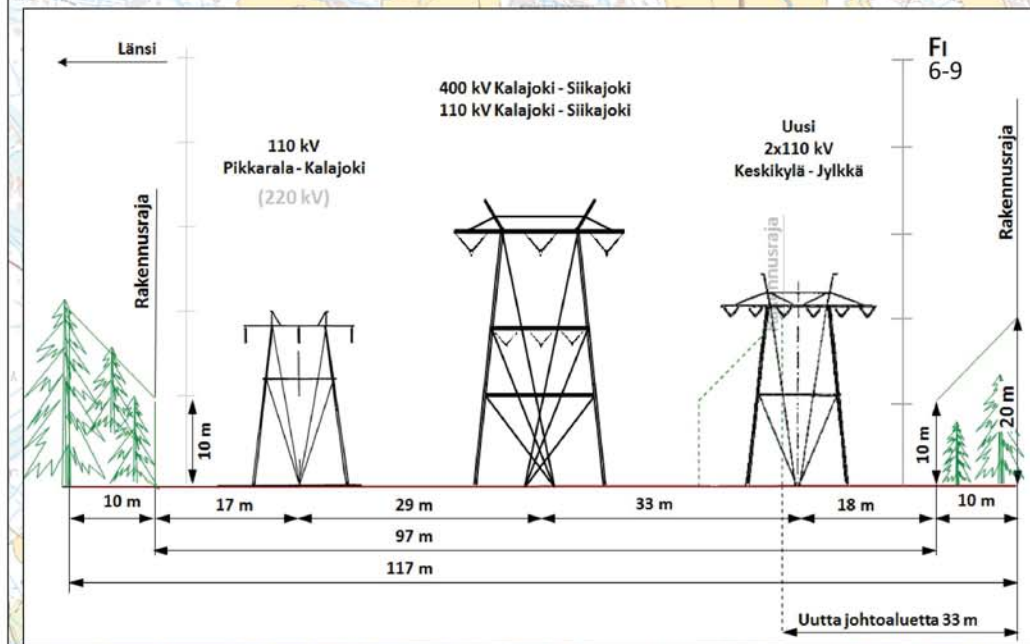 Länsi
FI
6-9
400 kV Kalajoki - Siikajoki
110 kV Kalajoki - Siikajoki
110 kV
Pikkarala - Kalajoki
(220 kV)
Uusi
2x110 kV
Keskikylä - Jylkkä
Rakennusraja
nnusraja
Rakennusraja
10 m
10 m
20 m
10 m
17 m
29 m
33 m
18 m
10 m
97 m
117 m
Uutta johtoaluetta 33 m